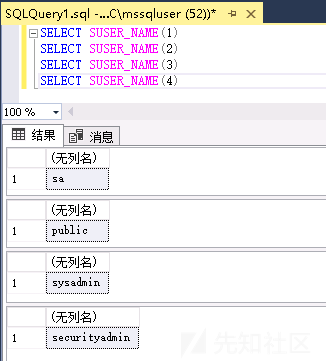 SQLQuery1.sql -...C\mssqluser (52))*
SELECT SUSER_NAME(1)
SELECT SUSER_NAME(2)
SELECT SUSER_NAME(3)
SELECT SUSER_NAME(4)
100 %
结果 消息
(无列名)
1 sa
(无列名)
1 public
(无列名)
1 sysadmin
(无列名)
1 securityadmin
先知社区